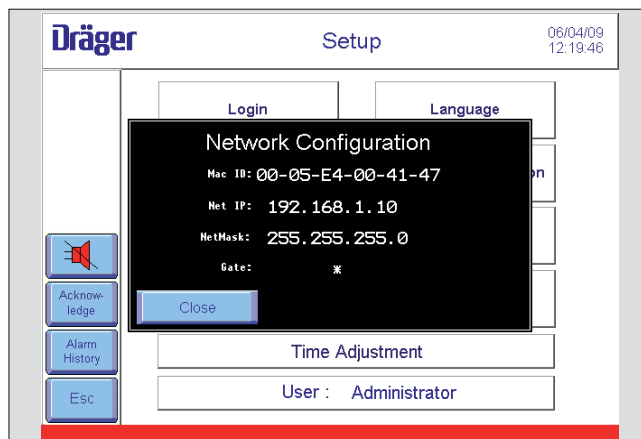 Dräger
Setup
06/04/09
12:19:46
Login
Language
Network Configuration
Mac ID: 00-05-E4-00-41-47
Net IP: 192.168.1.10
NetMask: 255.255.255.0
Gate: *
Close
on
Acknow-
ledge
Alarm
History
Esc
Time Adjustment
User : Administrator